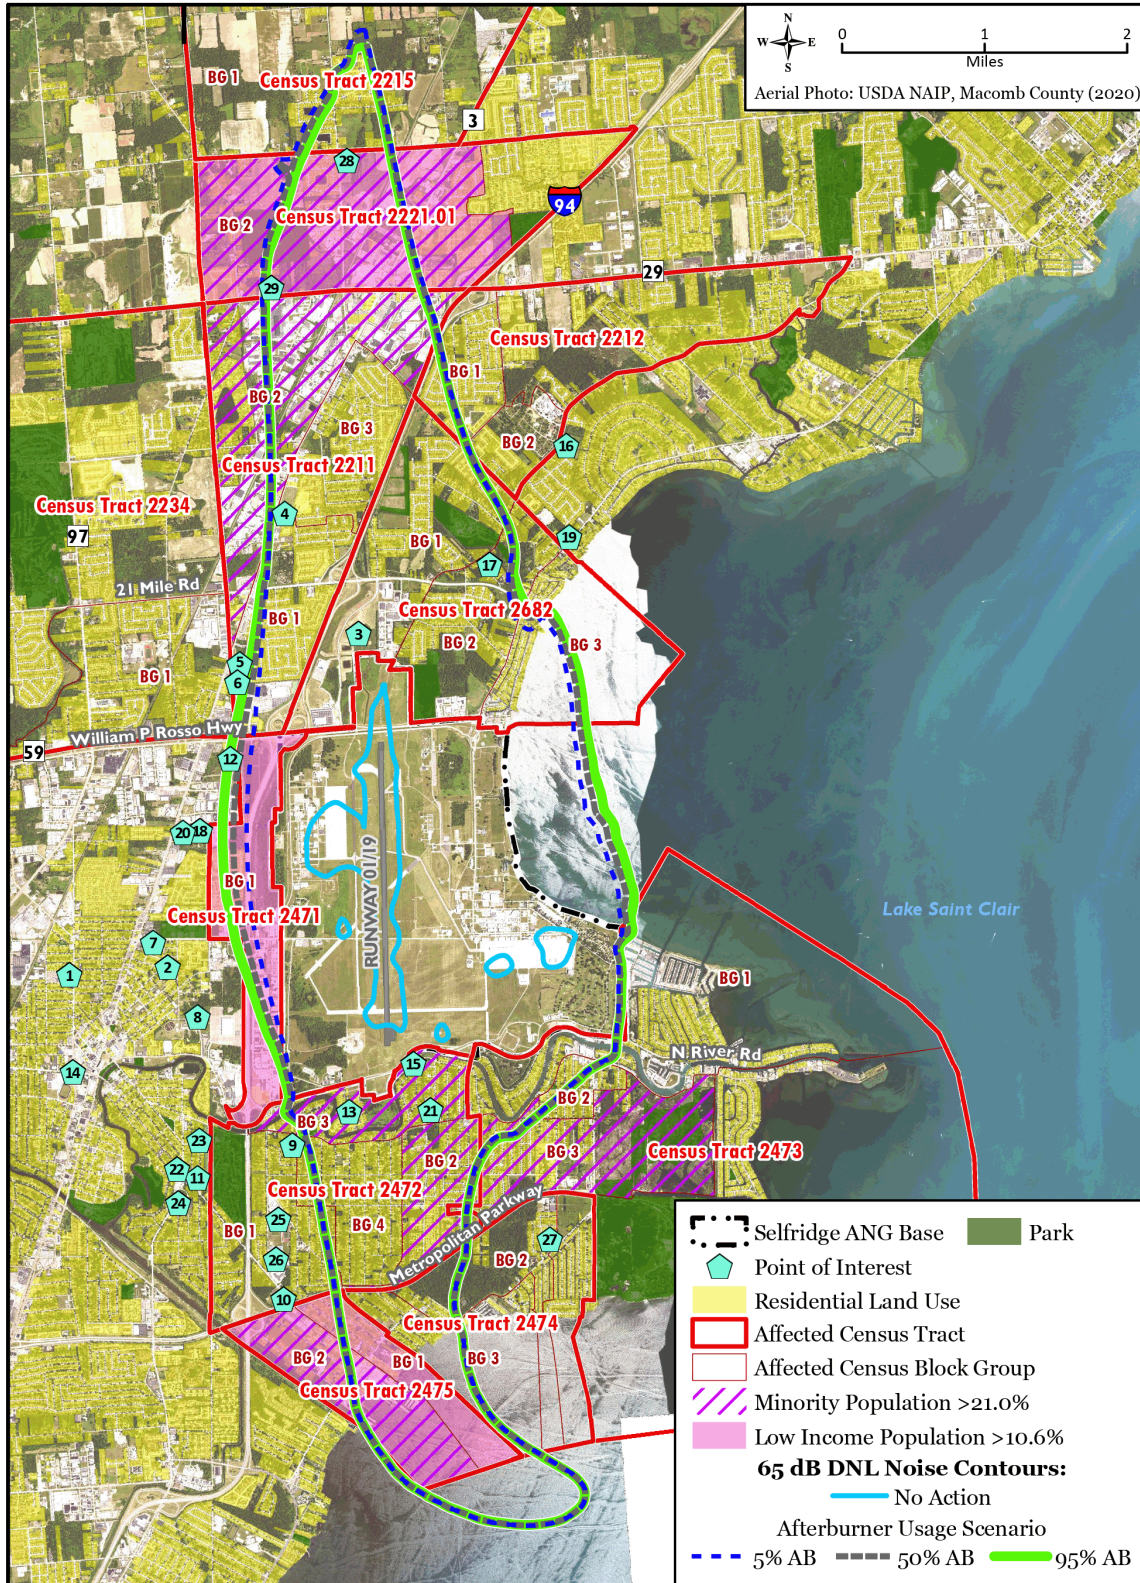 N
W E
S
0 1 2
Miles
Aerial Photo: USDA NAIP, Macomb County (2020)
BG 1
Census Tract 2215
3
28
94
BG 2
Census Tract 2221.01
29
29
Census Tract 2212
BG 1
BG 2
BG 3
BG 2
16
Census Tract 2211
Census Tract 2234
4
97
19
BG 1
17
21 Mile Rd
Census Tract 2682
BG 1
3
BG 2
BG 3
5
BG 1
6
William P Rosso Hwy
59
12
20
18
RUNWAY 01/19
BG 1
Census Tract 2471
Lake Saint Clair
7
2
1
BG 1
8
N River Rd
15
14
BG 2
13
21
BG 3
23
9
BG 2
BG 3
Census Tract 2473
22
11
Census Tract 2472
24
25
BG 4
Metropolitan Parkway
BG 1
27
26
BG 2
10
Census Tract 2474
BG 2
BG 1
BG 3
Census Tract 2475
Selfridge ANG Base
Park
Point of Interest
Residential Land Use
Affected Census Tract
Affected Census Block Group
Minority Population >21.0%
Low Income Population >10.6%
65 dB DNL Noise Contours:
No Action
Afterburner Usage Scenario
5% AB
50% AB
95% AB